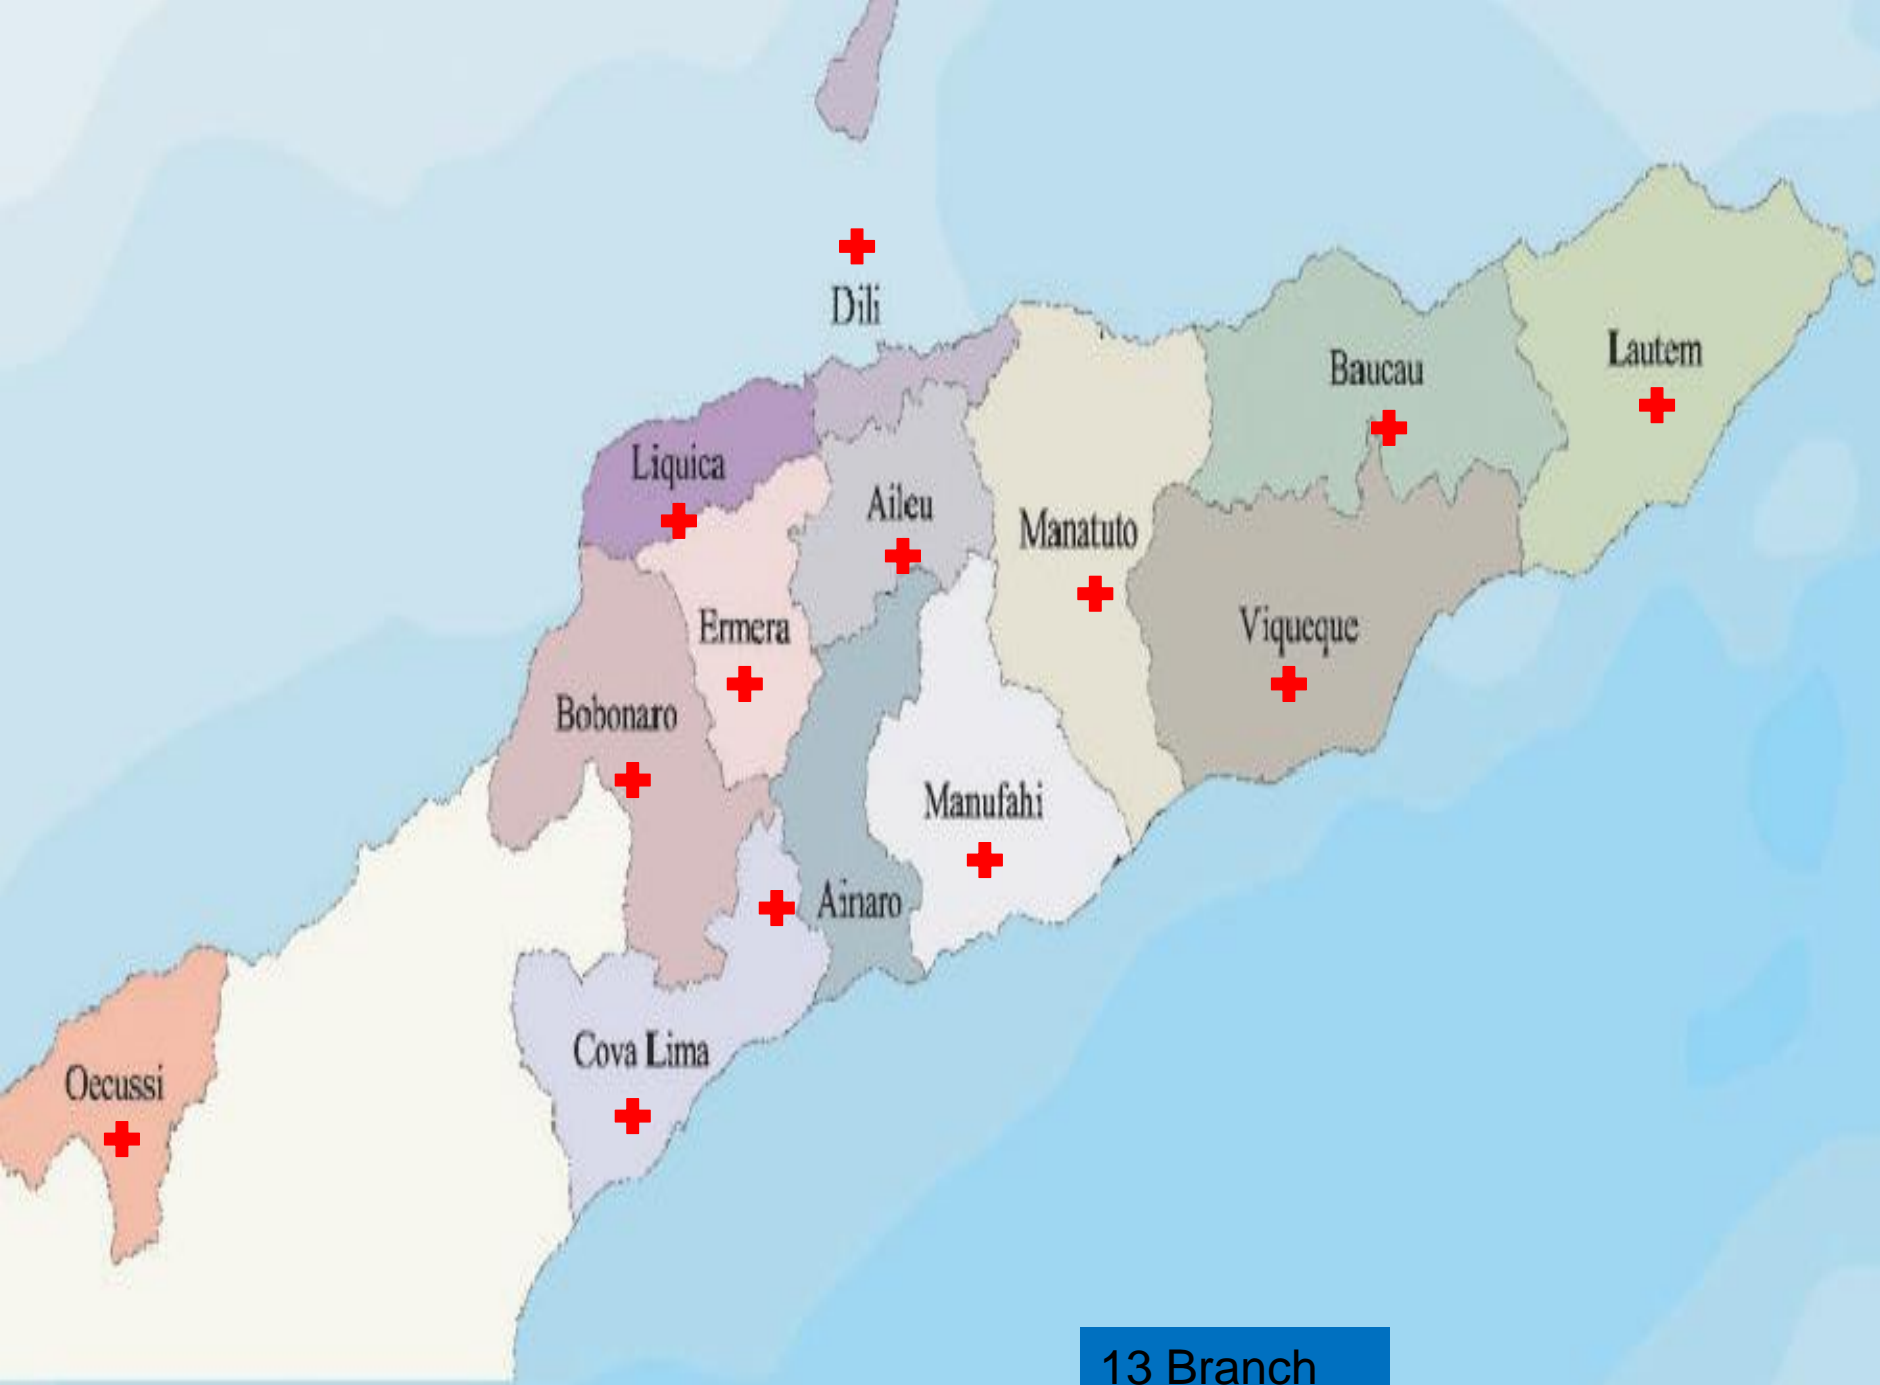 Dili
Lautem
Baucau
Liquica
Aileu
Manatuto
Ermera
Viqueque
Bobonaro
Manufahi
Ainaro
Cova Lima
Oecussi
13 Branch